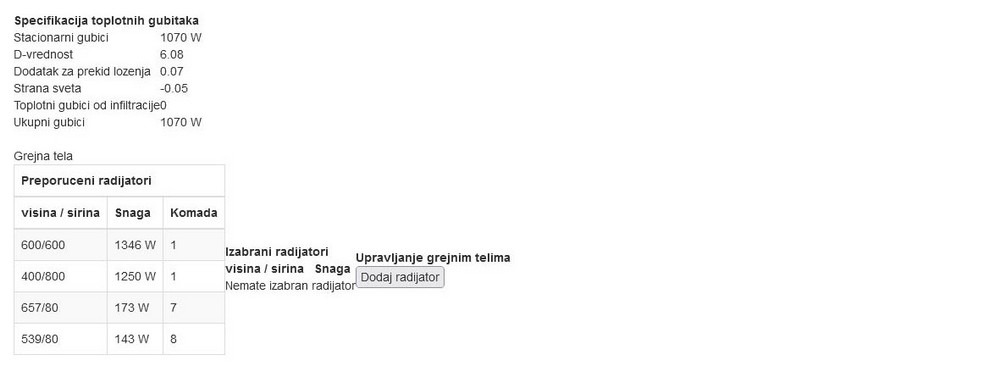 Specifikacija toplotnih gubitaka
Stacionarni gubici 1070 W
D-vrednost 6.08
Dodatak za prekid lozenja 0.07
Strana sveta -0.05
Toplotni gubici od infiltracije0
Ukupni gubici 1070 W
Grejna tela
Preporuceni radijatori
visina / sirina Snaga Komada
600/600 1346 W 1
400/800 1250 W 1
657/80 173 W 7
539/80 143 W 8
Izabrani radijatori
visina / sirina Snaga
Nemate izabran radijator
Upravljanje grejnim telima
Dodaj radijator